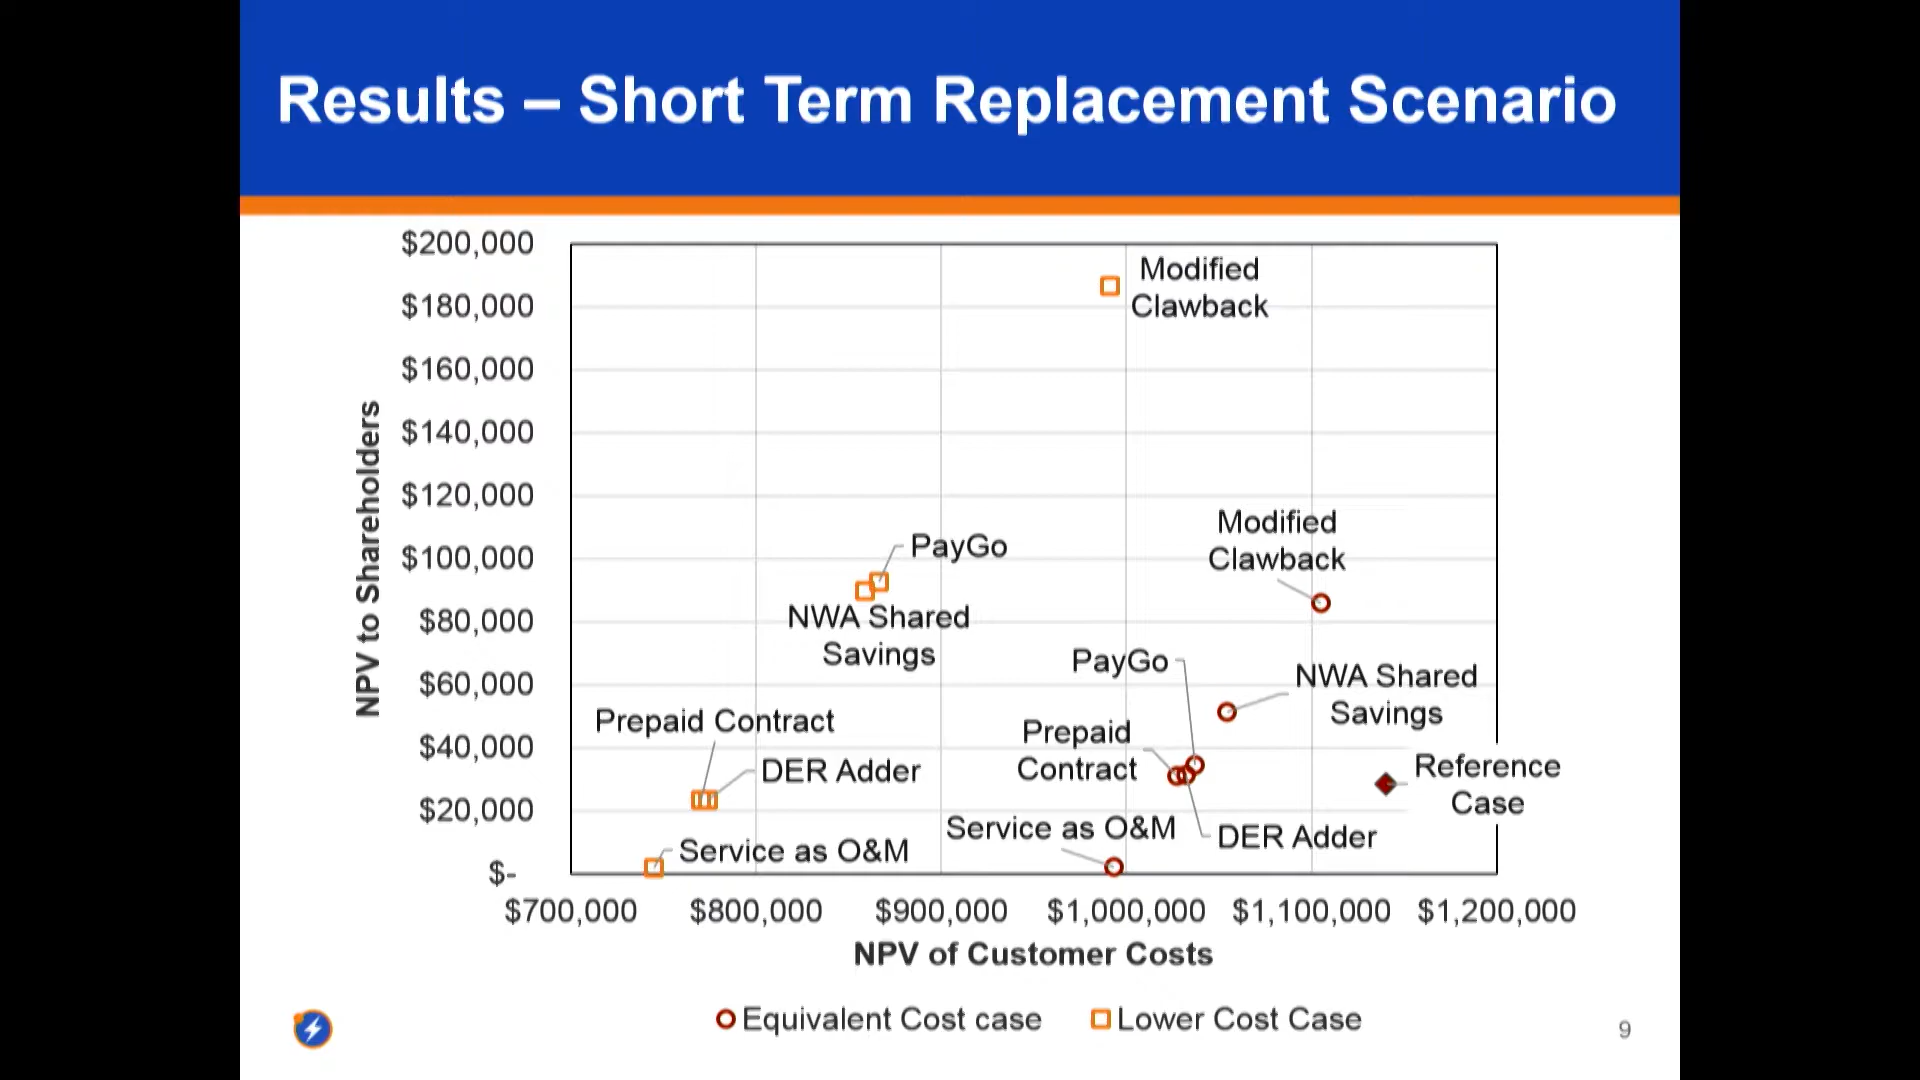 Results – Short Term Replacement Scenario
NPV to Shareholders
$200,000
$180,000
$160,000
$140,000
$120,000
$100,000
$80,000
$60,000
$40,000
$20,000
$-
Modified
Clawback
PayGo
NWA Shared
Savings
Prepaid Contract
DER Adder
Service as O&M
Modified
Clawback
PayGo
NWA Shared
Savings
Prepaid
Contract
Reference
Case
Service as O&M
DER Adder
$700,000
$800,000
$900,000
$1,000,000
$1,100,000
$1,200,000
NPV of Customer Costs
Equivalent Cost case
Lower Cost Case
9